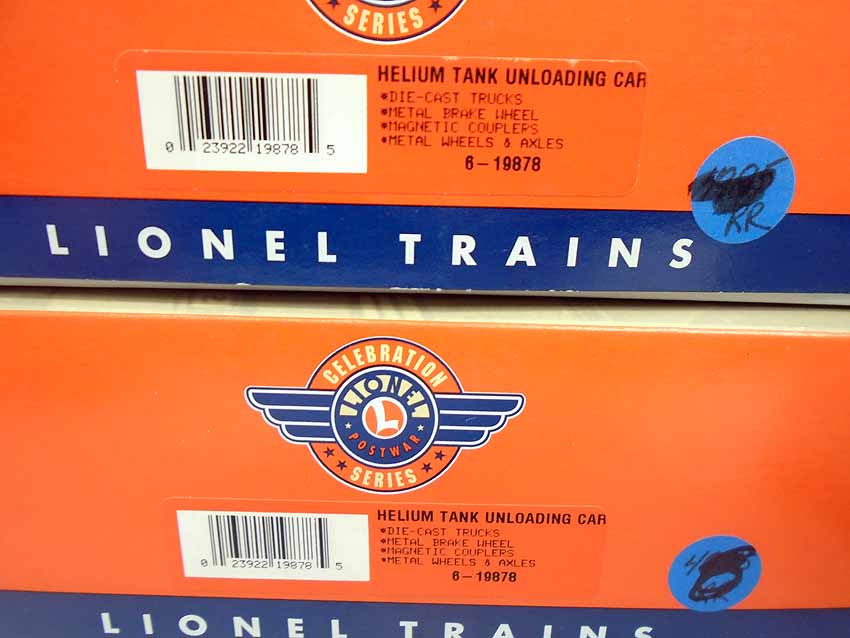 SERIES
HELIUM TANK UNLOADING CAR
*DIE-CAST TRUCKS
*METAL BRAKE WHEEL
*MAGNETIC COUPLERS
*METAL WHEELS & AXLES
6-19878
0 23922 19878 5
KR
LIONEL TRAINS
CELEBRATION
LIONEL
L
POSTWAR
SERIES
HELIUM TANK UNLOADING CAR
*DIE-CAST TRUCKS
*METAL BRAKE WHEEL
*MAGNETIC COUPLERS
*METAL WHEELS & AXLES
6-19878
0 23922 19878 5
LIONEL TRAINS